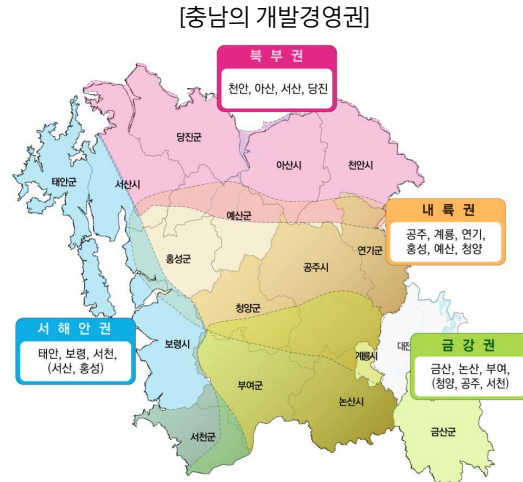 [충남의 개발경영권]
북 부 권
천안, 아산, 서산, 당진
당진군
아산시
천안시
태안군
서산시
예산군
내 륙 권
공주, 계룡, 연기,
홍성, 예산, 청양
홍성군
공주시
연기군
청양군
서 해 안 권
태안, 보령, 서천,
(서산, 홍성)
보령시
대전
계룡시
금 강 권
금산, 논산, 부여,
(청양, 공주, 서천)
부여군
논산시
서천군
금산군